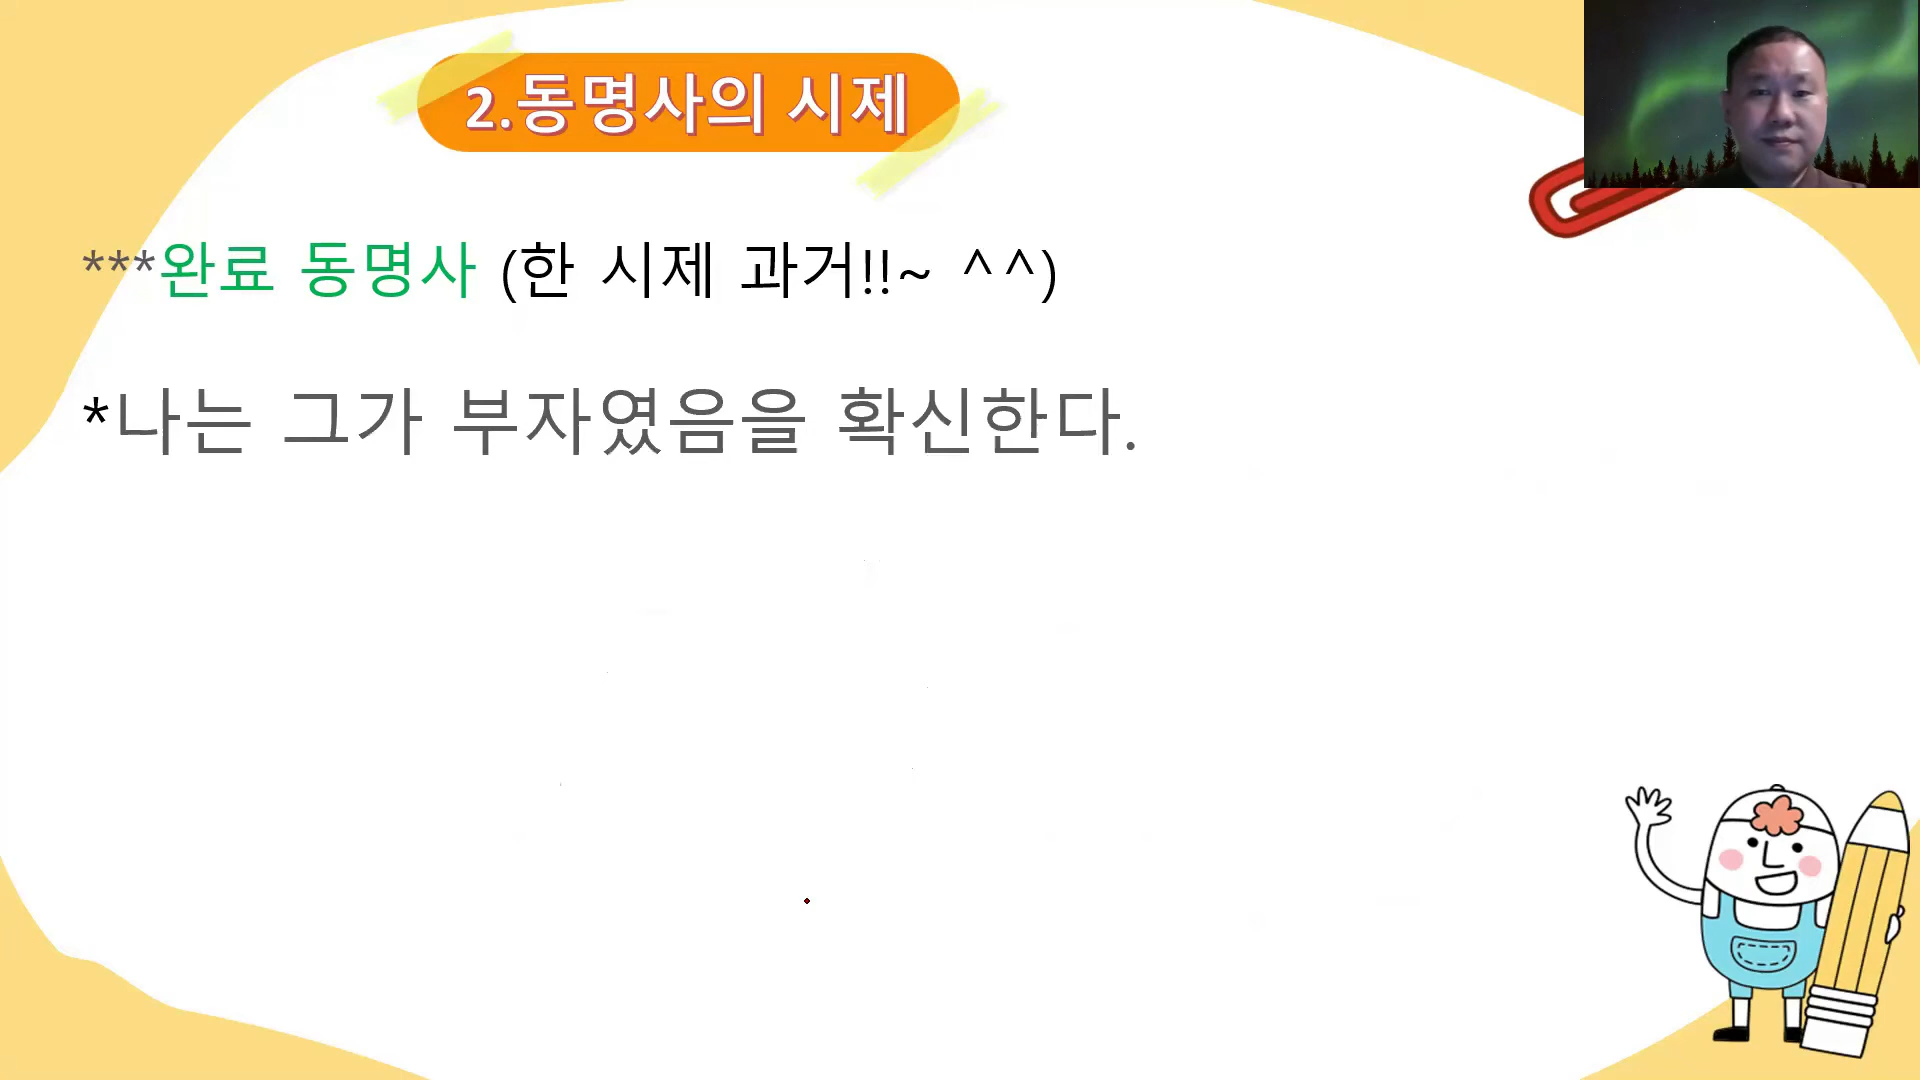 2.동명사의 시제
***완료 동명사 (한 시제 과거!!~ ^^)
*나는 그가 부자였음을 확신한다.